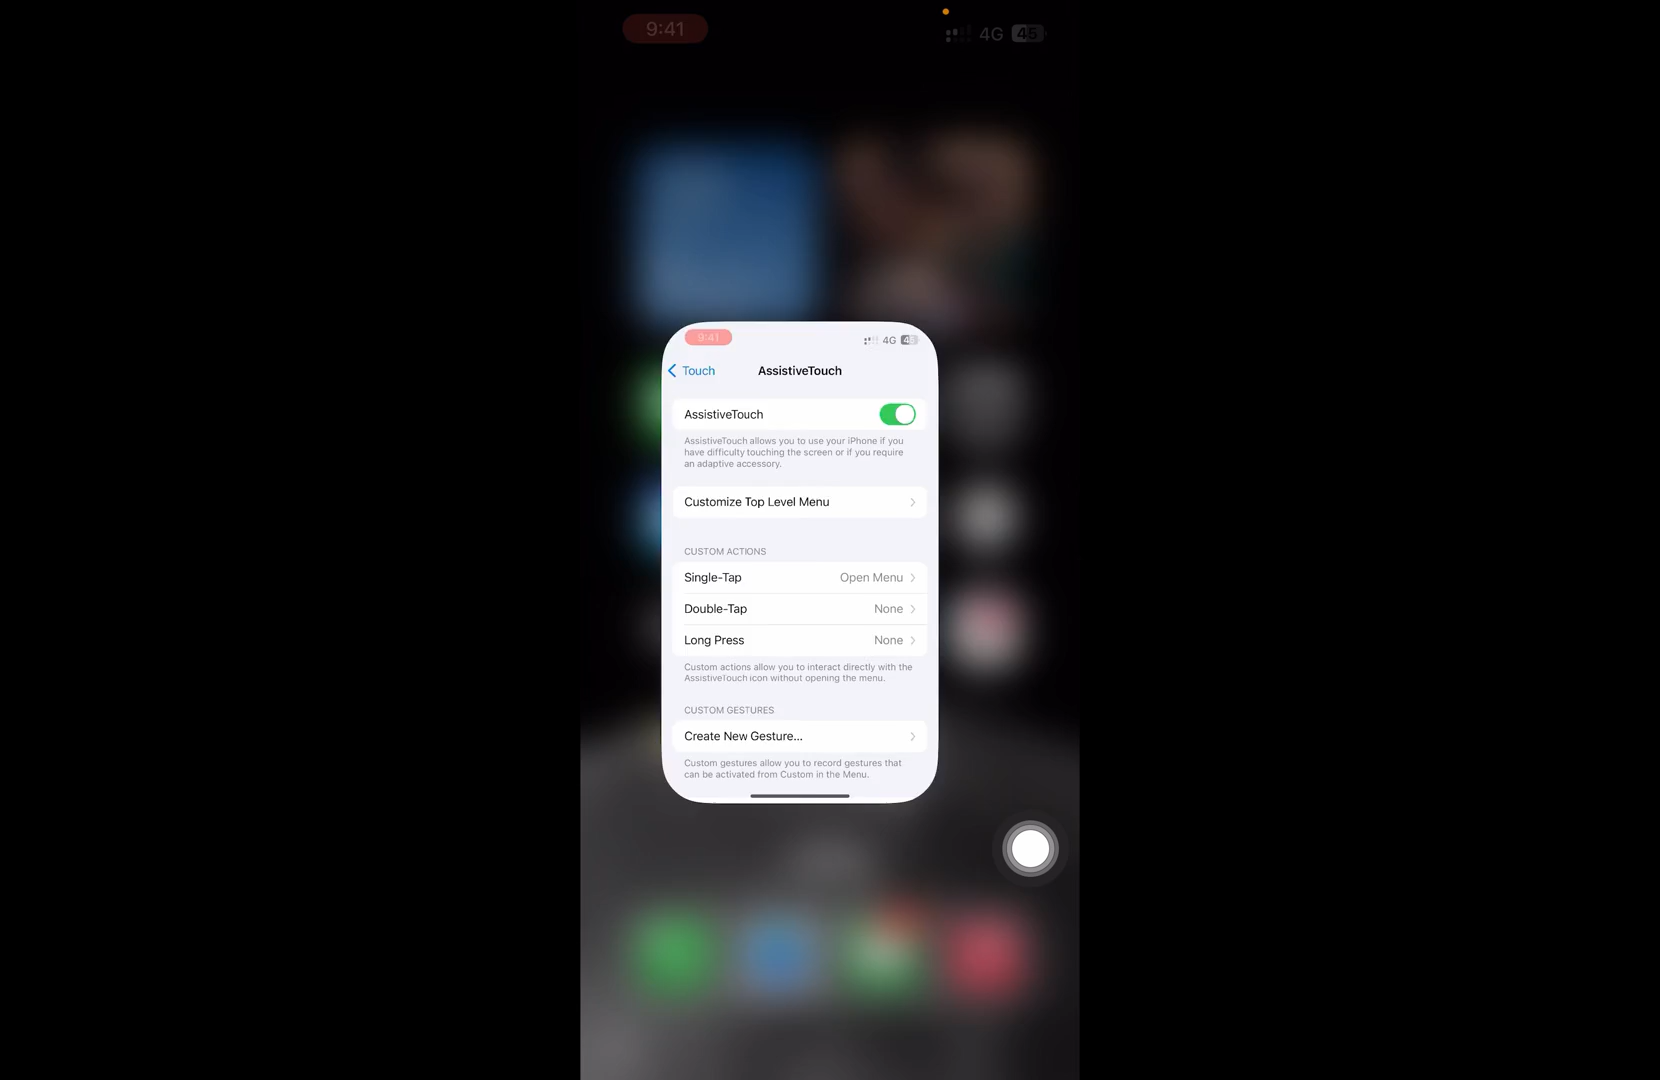 9:41
4G 45
9:41
4G
Touch
AssistiveTouch
AssistiveTouch
AssistiveTouch allows you to use your iPhone if you
have difficulty touching the screen or if you require
an adaptive accessory.
Customize Top Level Menu
CUSTOM ACTIONS
Single-Tap Open Menu
Double-Tap None
Long Press None
Custom actions allow you to interact directly with the
AssistiveTouch icon without opening the menu.
CUSTOM GESTURES
Create New Gesture...
Custom gestures allow you to record gestures that
can be activated from Custom in the Menu.